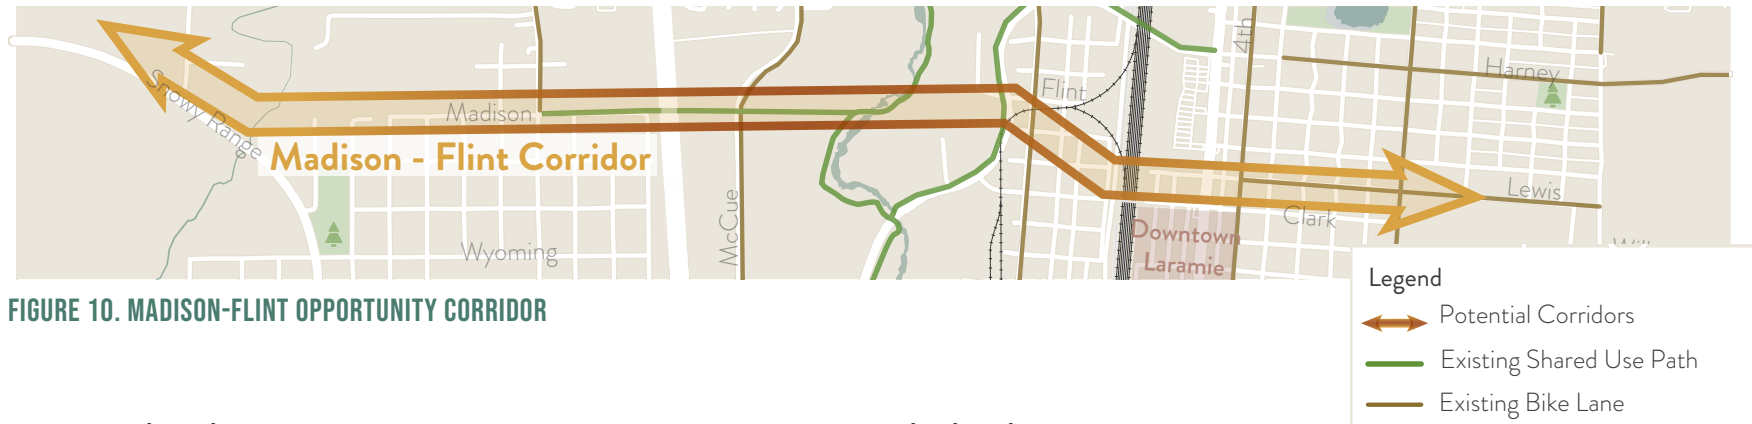 4th
Harney
Flint
Snowy Range
Madison
Madison - Flint Corridor
Lewis
McCue
Clark
Wyoming
Downtown
Laramie
Legend
Potential Corridors
Existing Shared Use Path
Existing Bike Lane
FIGURE 10. MADISON-FLINT OPPORTUNITY CORRIDOR